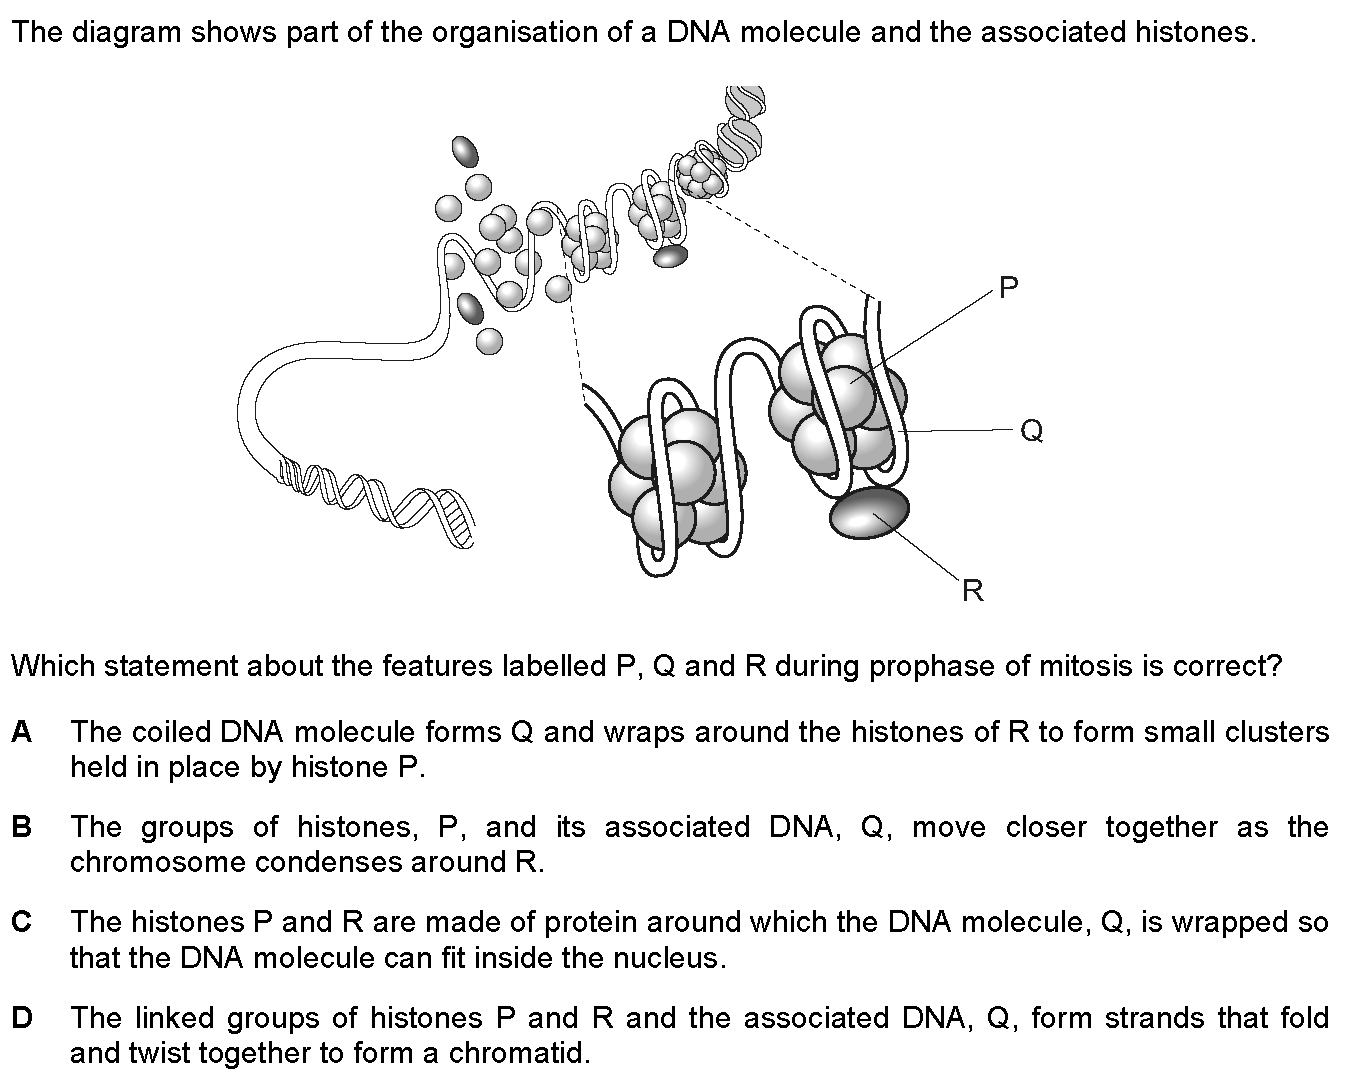 The diagram shows part of the organisation of a DNA molecule and the associated histones.
P
Q
R
Which statement about the features labelled P, Q and R during prophase of mitosis is correct?
A The coiled DNA molecule forms Q and wraps around the histones of R to form small clusters
held in place by histone P.
B The groups of histones, P, and its associated DNA, Q, move closer together as the
chromosome condenses around R.
C The histones P and R are made of protein around which the DNA molecule, Q, is wrapped so
that the DNA molecule can fit inside the nucleus.
D The linked groups of histones P and R and the associated DNA, Q, form strands that fold
and twist together to form a chromatid.